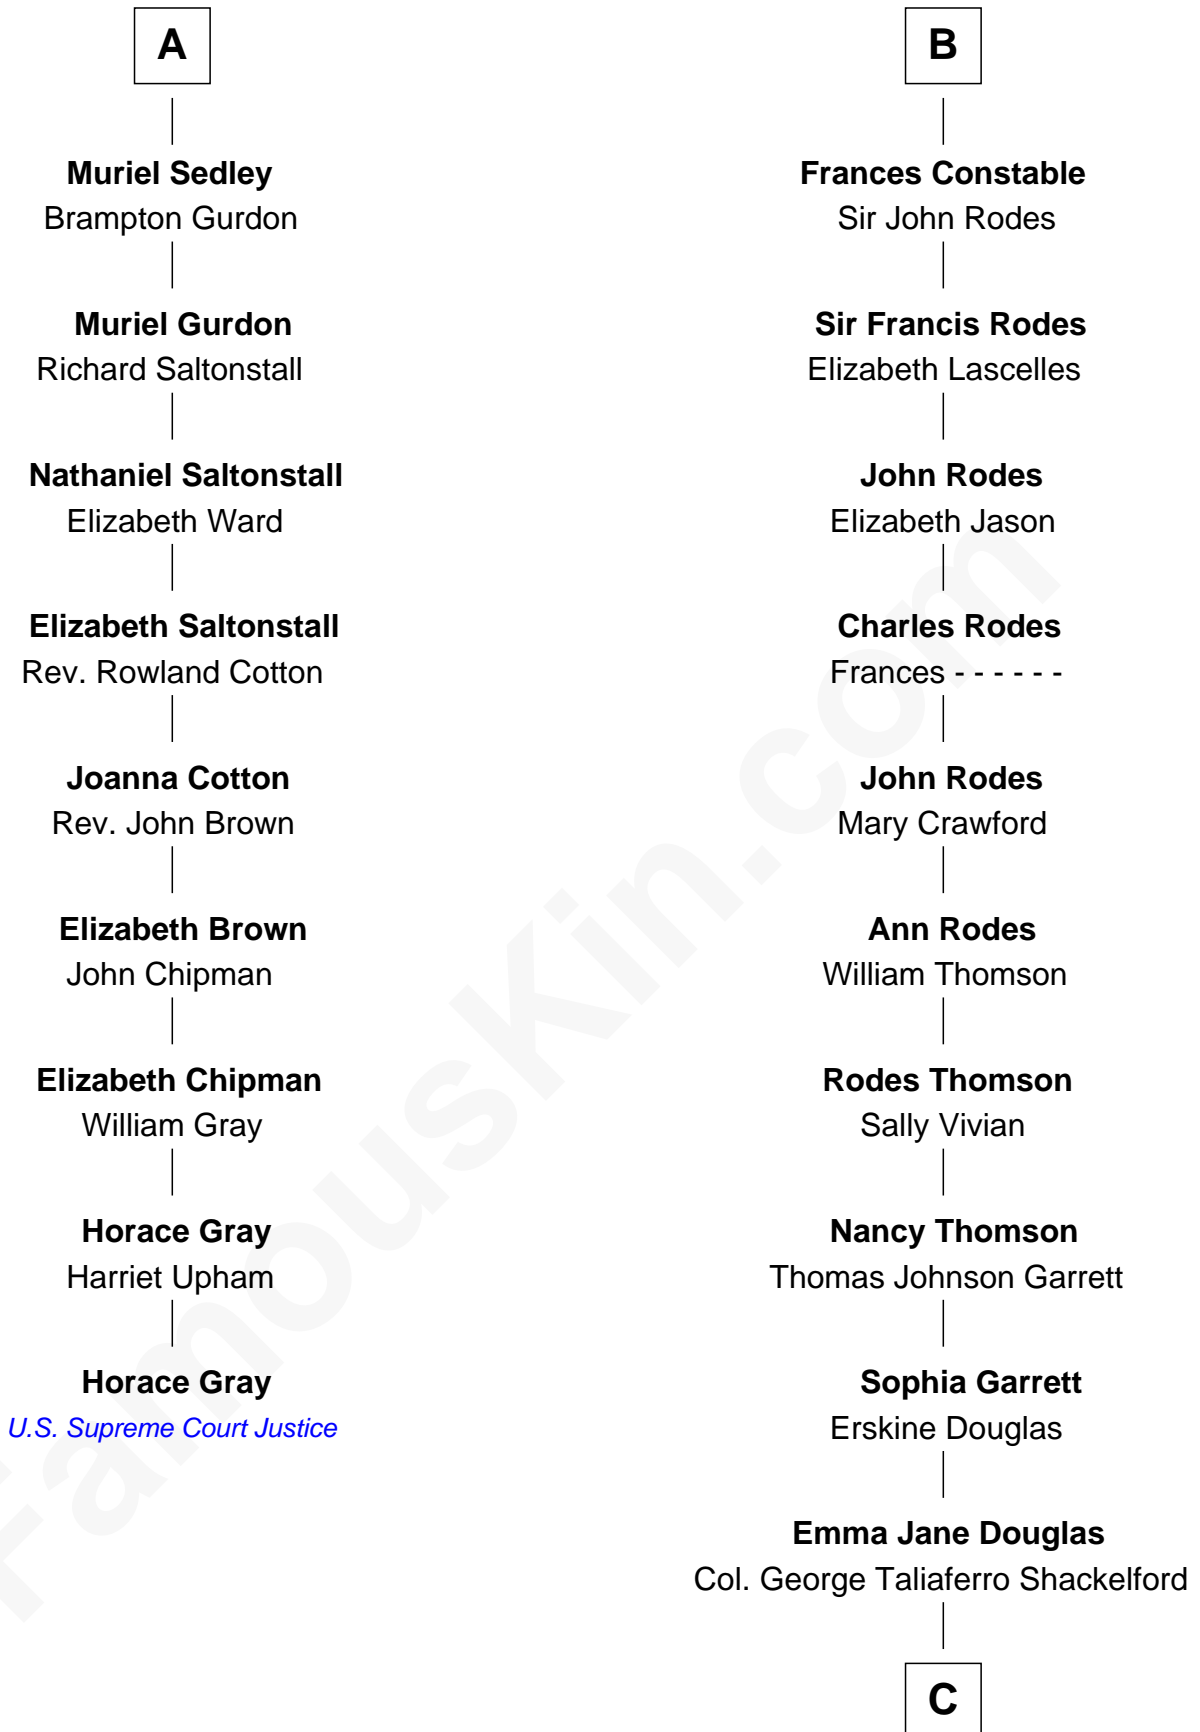 A
Muriel Sedley
Brampton Gurdon
Muriel Gurdon
Richard Saltonstall
Nathaniel Saltonstall
Elizabeth Ward
Elizabeth Saltonstall
Rev. Rowland Cotton
Joanna Cotton
Rev. John Brown
Elizabeth Brown
John Chipman
Elizabeth Chipman
William Gray
Horace Gray
Harriet Upham
Horace Gray
U.S. Supreme Court Justice
B
Frances Constable
Sir John Rodes
Sir Francis Rodes
Elizabeth Lascelles
John Rodes
Elizabeth Jason
Charles Rodes
Frances - - - - - -
John Rodes
Mary Crawford
Ann Rodes
William Thomson
Rodes Thomson
Sally Vivian
Nancy Thomson
Thomas Johnson Garrett
Sophia Garrett
Erskine Douglas
Emma Jane Douglas
Col. George Taliaferro Shackelford
C
FamousKin.com